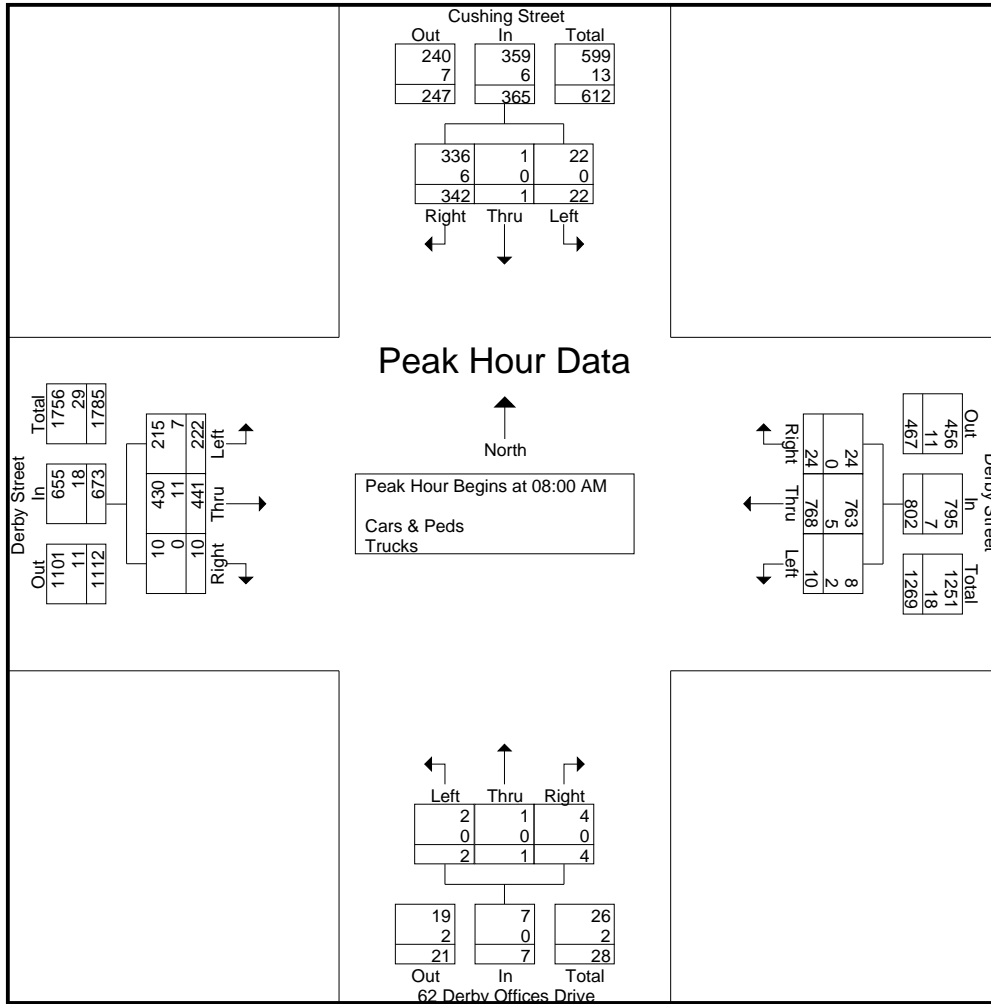 Cushing Street
Out In Total
240 359 599
7 6 13
247 365 612
336 1 22
6 0 0
342 1 22
Right Thru Left
Peak Hour Data
North
Peak Hour Begins at 08:00 AM
Cars & Peds
Trucks
Derby Street
Out In Total
1101 655 1756
11 18 29
1112 673 1785
10 430 215
0 11 7
10 441 222
Right Thru Left
Derby Street
Out In Total
456 795 1251
11 7 18
467 802 1269
24 763 8
0 5 2
24 768 10
Right Thru Left
Left Thru Right
2 1 4
0 0 0
2 1 4
19 7 26
2 0 2
21 7 28
Out In Total
62 Derby Offices Drive